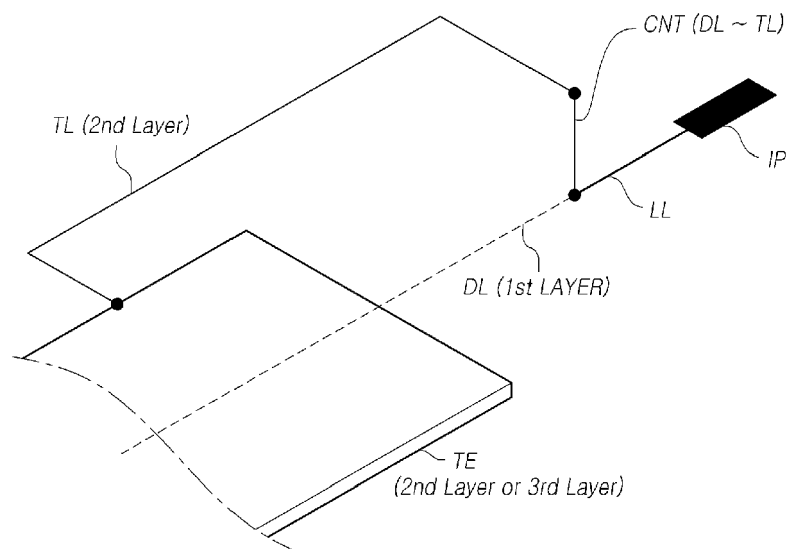 CNT (DL ~ TL)
TL (2nd Layer)
IP
LL
DL (1st LAYER)
TE
(2nd Layer or 3rd Layer)